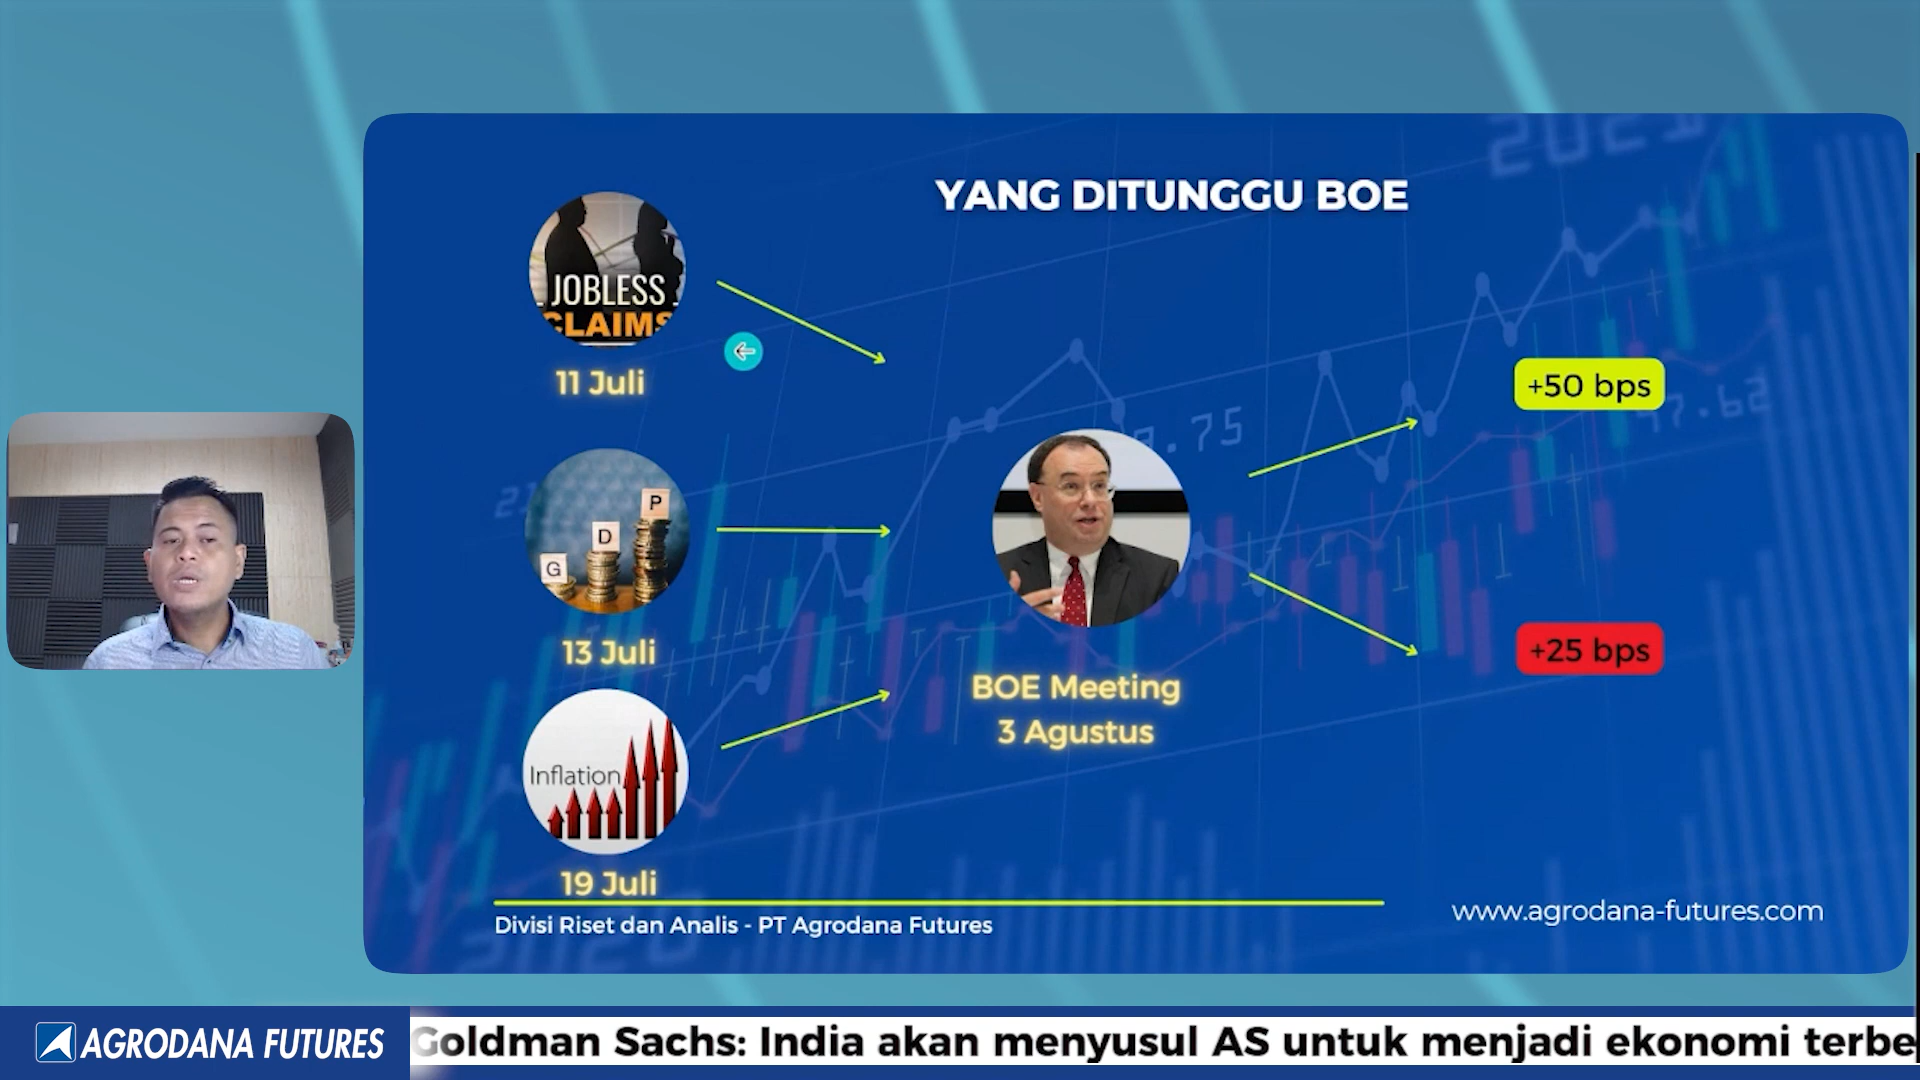 YANG DITUNGGU BOE
JOBLESS
CLAIMS
11 Juli
+50 bps
G D P
13 Juli
BOE Meeting
3 Agustus
+25 bps
Inflation
19 Juli
Divisi Riset dan Analis - PT Agrodana Futures
www.agrodana-futures.com
AGRODANA FUTURES
Goldman Sachs: India akan menyusul AS untuk menjadi ekonomi terbe